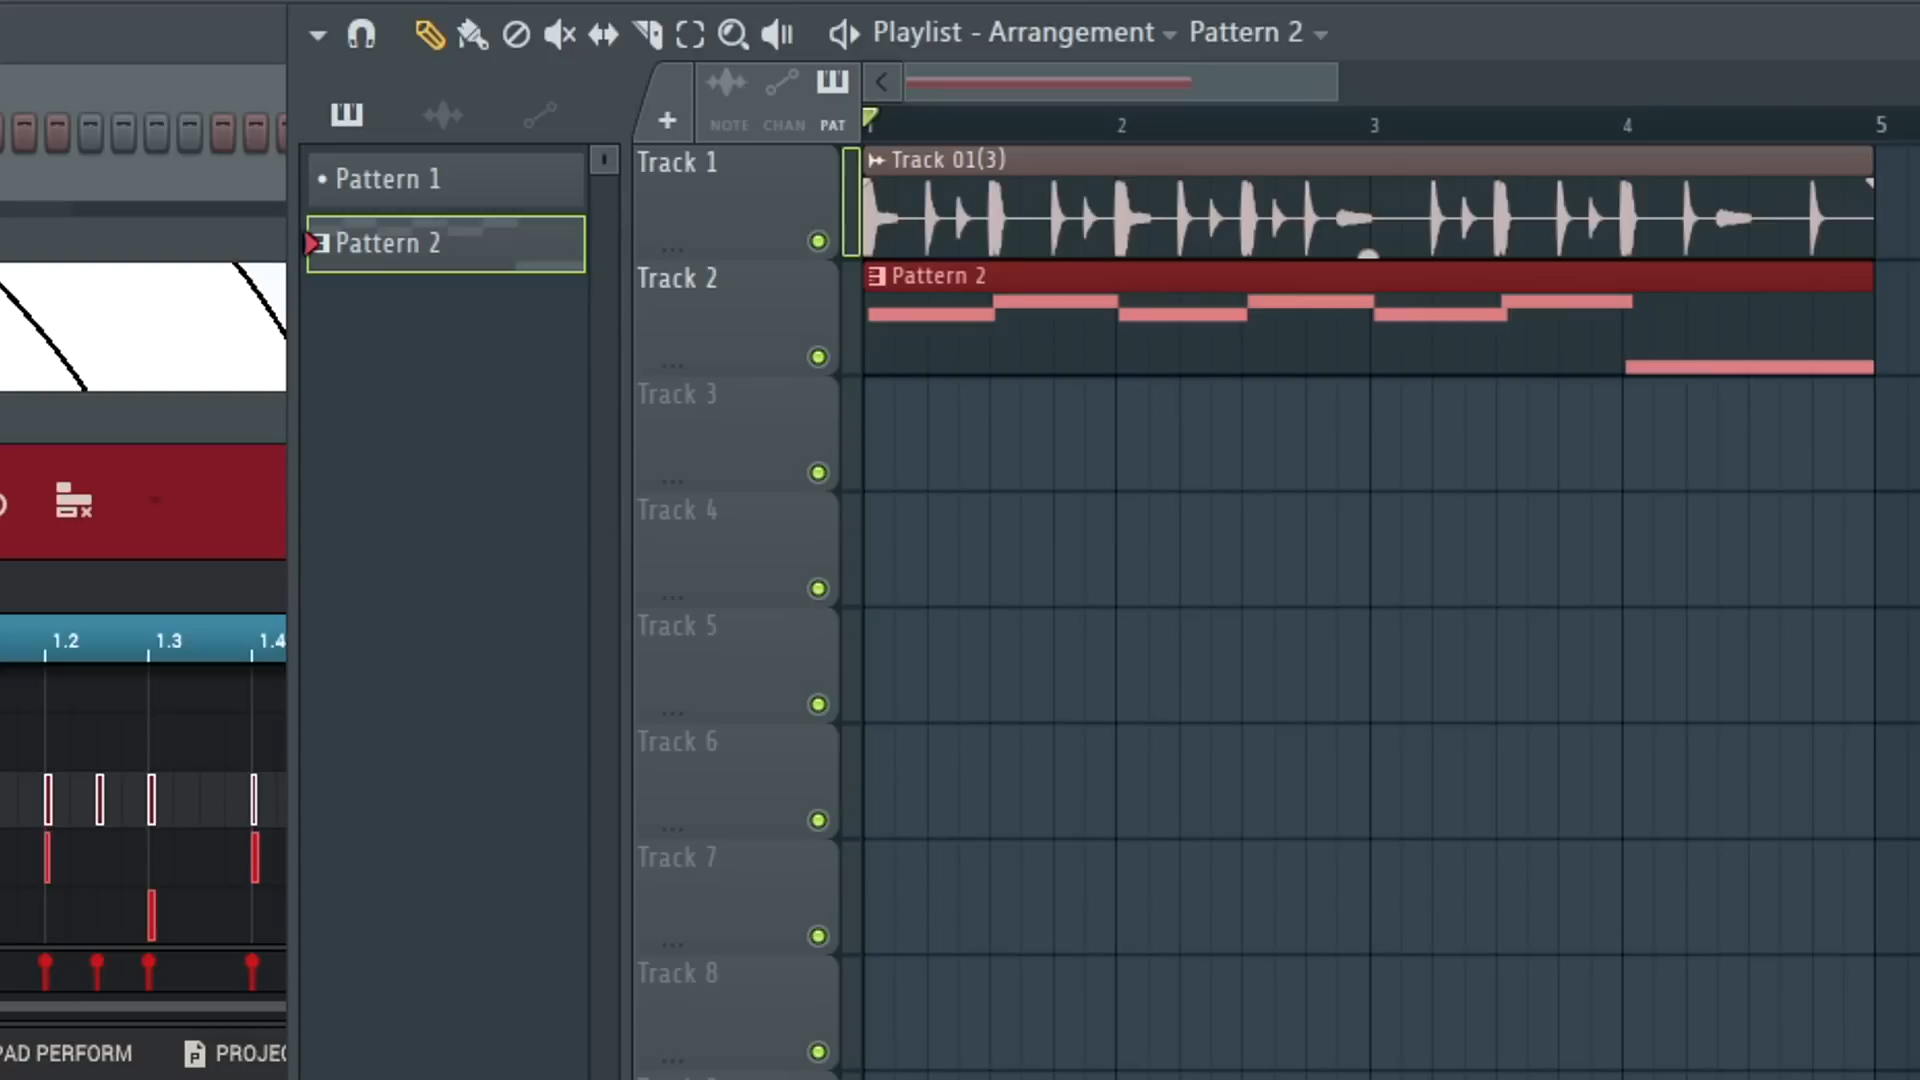 Playlist - Arrangement Pattern 2
NOTE CHAN PAT
1 2 3 4 5
Pattern 1
Pattern 2
Track 1
Track 01(3)
Track 2
Pattern 2
Track 3
Track 4
Track 5
Track 6
Track 7
Track 8
1.2 1.3 1.4
PAD PERFORM
PROJEC